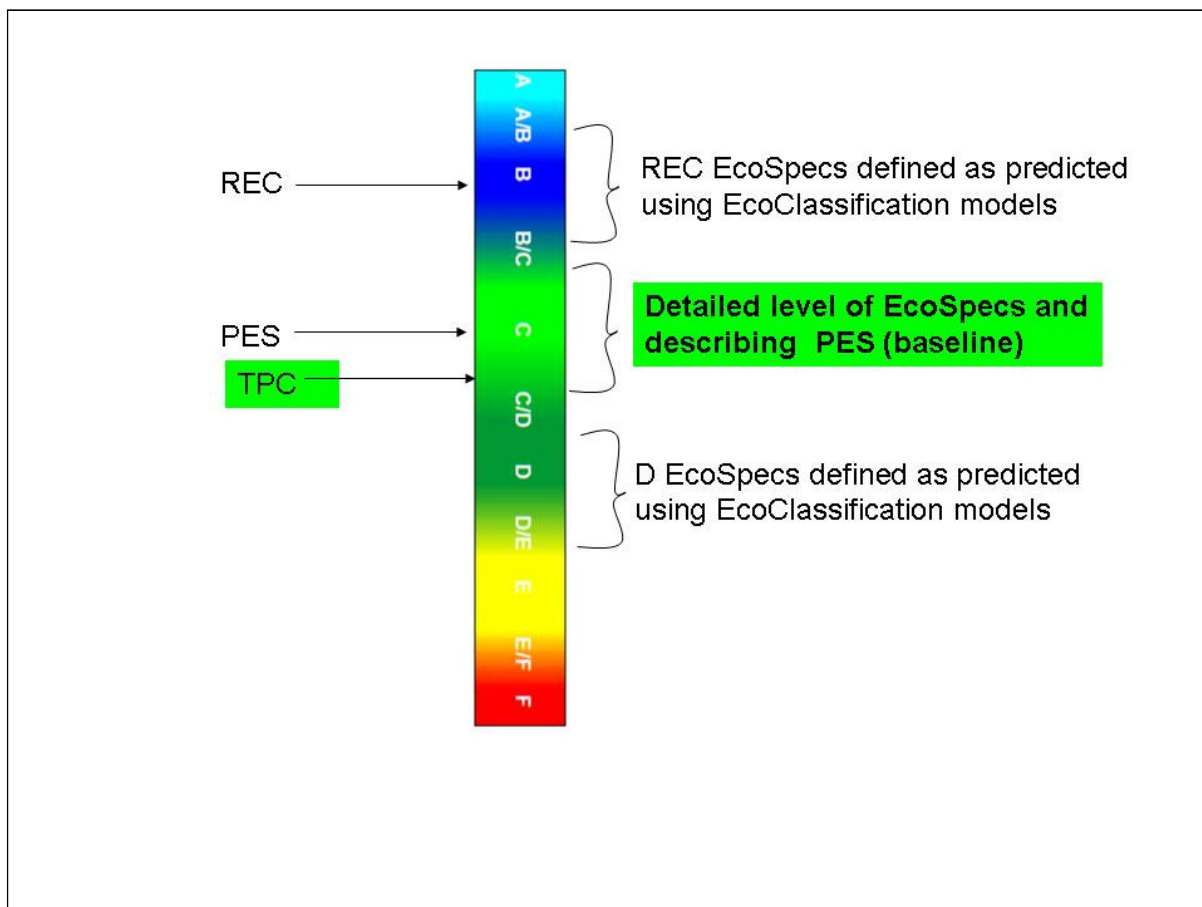 A
A/B
B
B/C
C
C/D
D
D/E
E
E/F
F
REC
PES
TPC
REC EcoSpecs defined as predicted
using EcoClassification models
Detailed level of EcoSpecs and
describing PES (baseline)
D EcoSpecs defined as predicted
using EcoClassification models